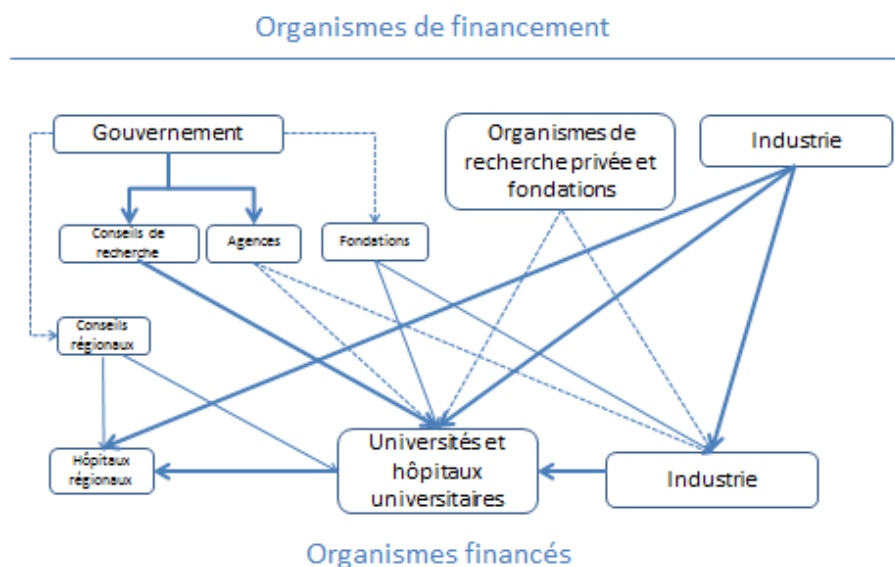 Organismes de financement
Gouvernement
Organismes de
recherche privée et
fondations
Industrie
Conseils de
recherche
Agences
Fondations
Conseils
régionaux
Hôpitaux
régionaux
Universités et
hôpitaux
universitaires
Industrie
Organismes financés